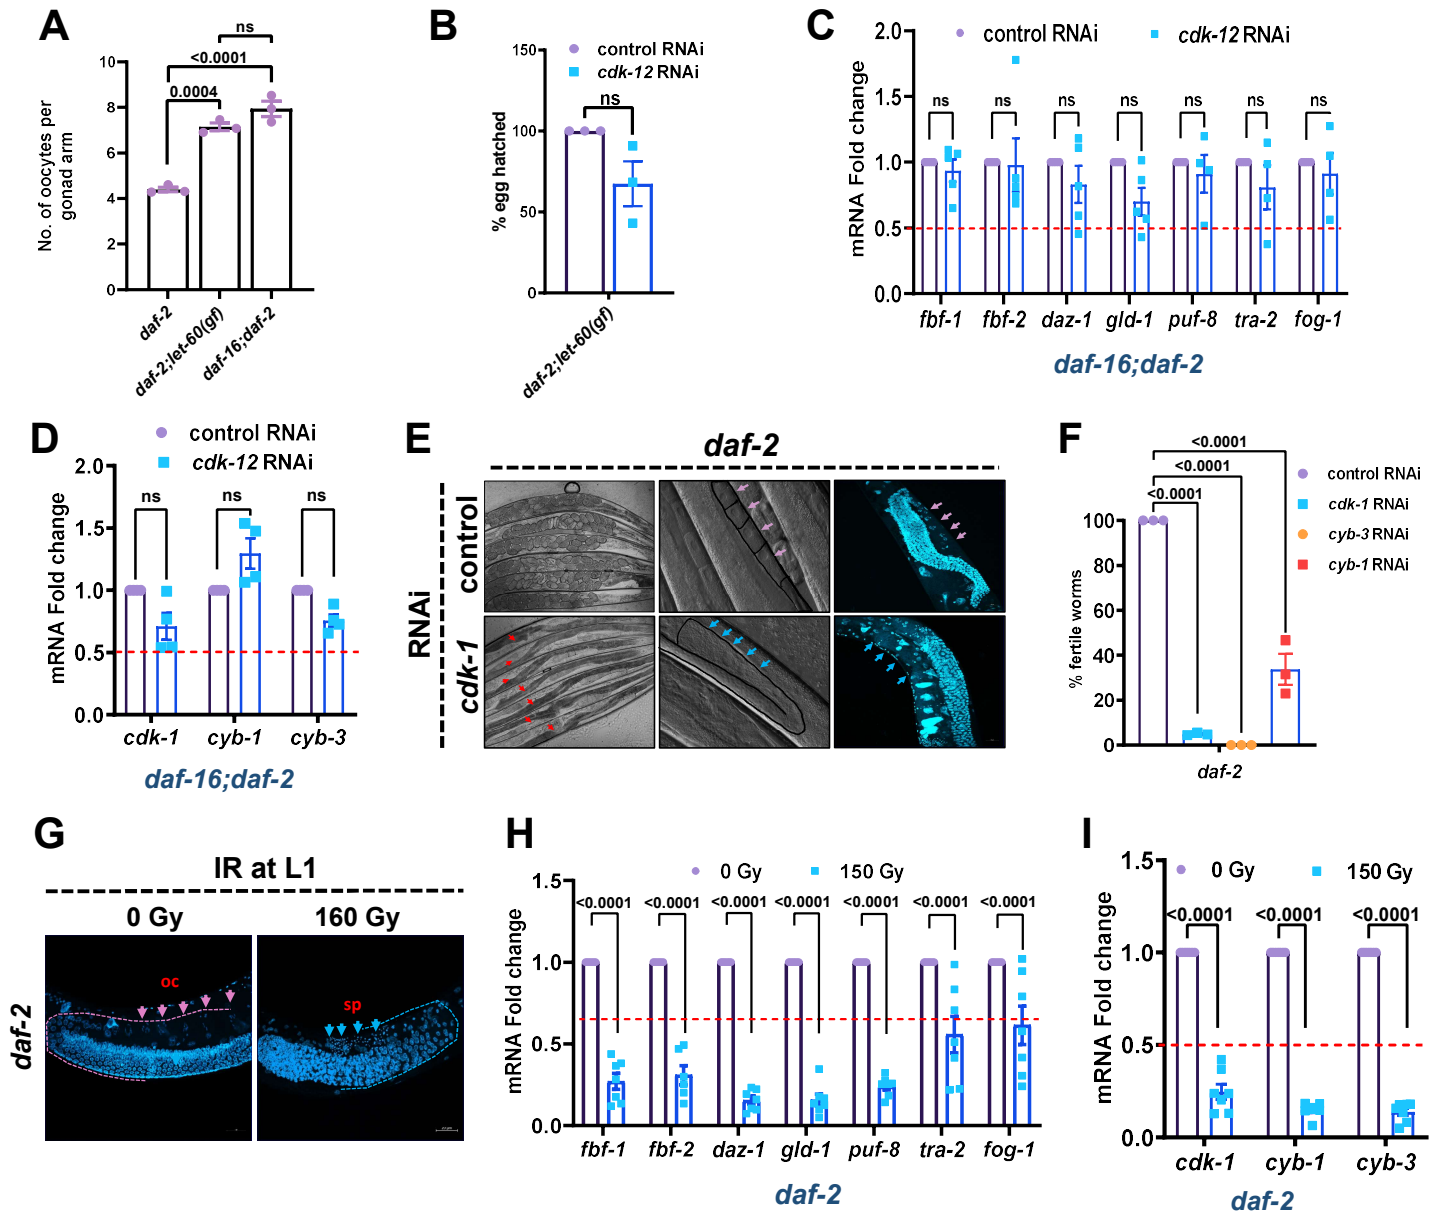 A
ns
<0.0001
0.0004
10
8
6
4
2
0
No. of oocytes per
gonad arm
daf-2
daf-2;let-60(gf)
daf-16;daf-2
B
control RNAi
cdk-12 RNAi
150
100
50
0
% egg hatched
ns
daf-2;let-60(gf)
C
control RNAi
cdk-12 RNAi
2.0
1.5
1.0
0.5
0.0
mRNA Fold change
ns ns ns ns ns ns ns
fbf-1 fbf-2 daz-1 gld-1 puf-8 tra-2 fog-1
daf-16;daf-2
D
control RNAi
cdk-12 RNAi
2.0
1.5
1.0
0.5
0.0
mRNA Fold change
ns ns ns
cdk-1 cyb-1 cyb-3
daf-16;daf-2
E
daf-2
RNAi
control
cdk-1
F
<0.0001
<0.0001
<0.0001
control RNAi
cdk-1 RNAi
cyb-3 RNAi
cyb-1 RNAi
100
80
60
40
20
0
% fertile worms
daf-2
G
IR at L1
0 Gy 160 Gy
daf-2
oc
sp
H
0 Gy 150 Gy
1.5
1.0
0.5
0.0
mRNA Fold change
<0.0001 <0.0001 <0.0001 <0.0001 <0.0001 <0.0001 <0.0001
fbf-1 fbf-2 daz-1 gld-1 puf-8 tra-2 fog-1
daf-2
I
0 Gy 150 Gy
1.5
1.0
0.5
0.0
mRNA Fold change
<0.0001 <0.0001 <0.0001
cdk-1 cyb-1 cyb-3
daf-2